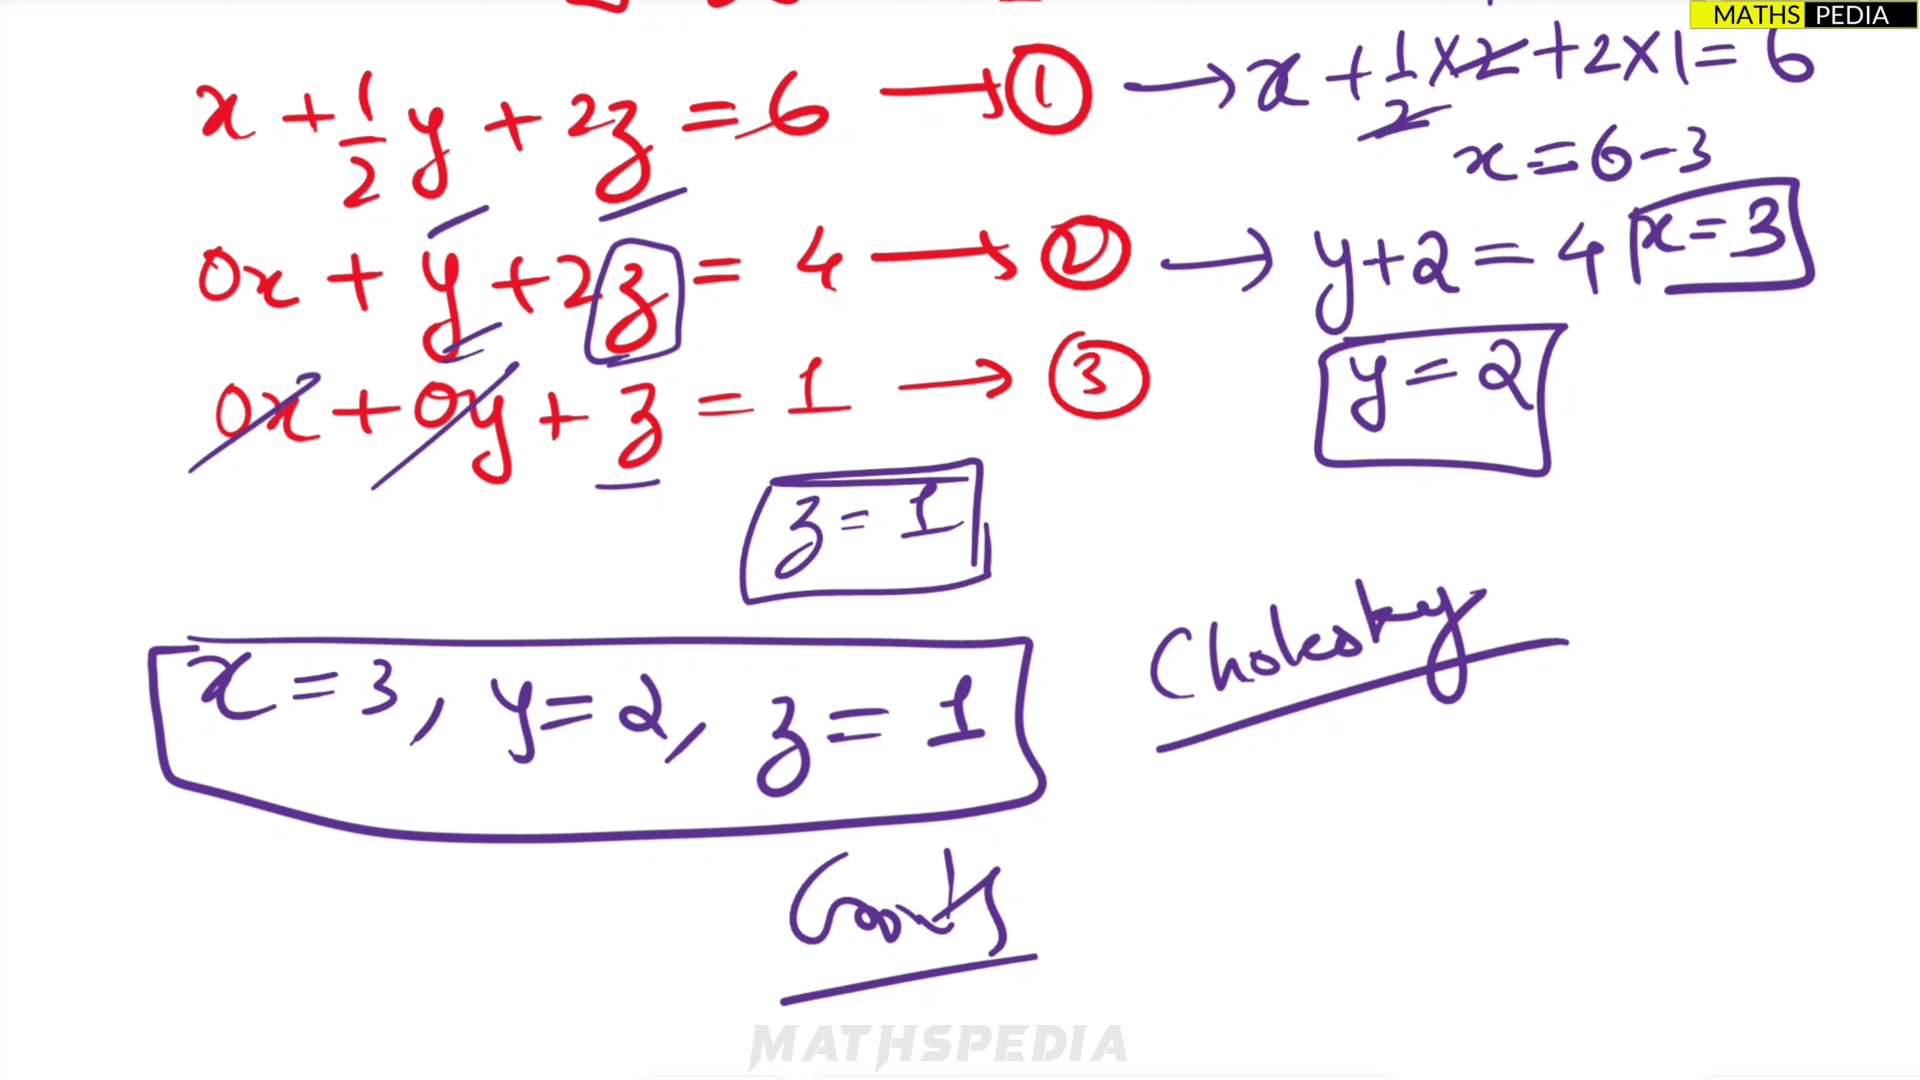 MATHS PEDIA
x + 1/2 y + 2z = 6 → ① → x + 1/2 × 2 + 2×1 = 6
x = 6 - 3
x = 3
0x + y + 2z = 4 → ② → y + 2 = 4
y = 2
0x + 0y + z = 1 → ③
z = 1
x = 3, y = 2, z = 1
Cholesky
MATHSPEDIA